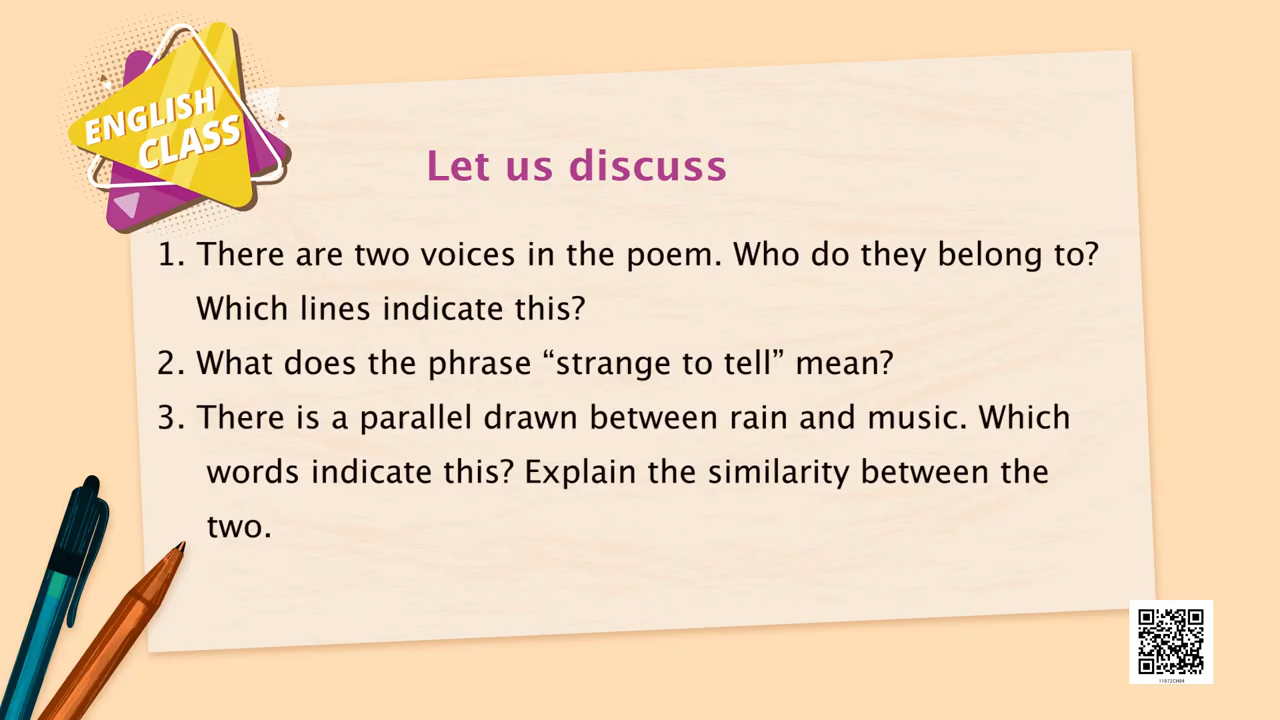 ENGLISH
CLASS
Let us discuss
1. There are two voices in the poem. Who do they belong to?
Which lines indicate this?
2. What does the phrase “strange to tell” mean?
3. There is a parallel drawn between rain and music. Which
words indicate this? Explain the similarity between the
two.